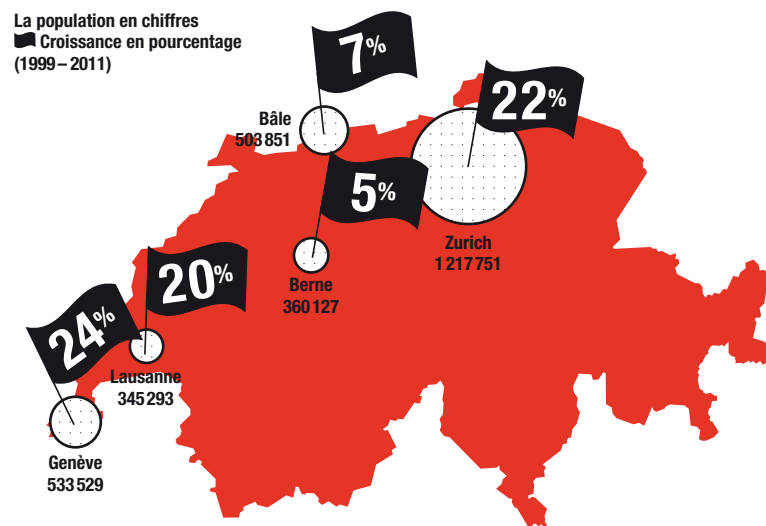 La population en chiffres
Croissance en pourcentage
(1999 – 2011)
7%
Bâle
503 851
22%
Zurich
1 217 751
5%
Berne
360 127
20%
Lausanne
345 293
24%
Genève
533 529